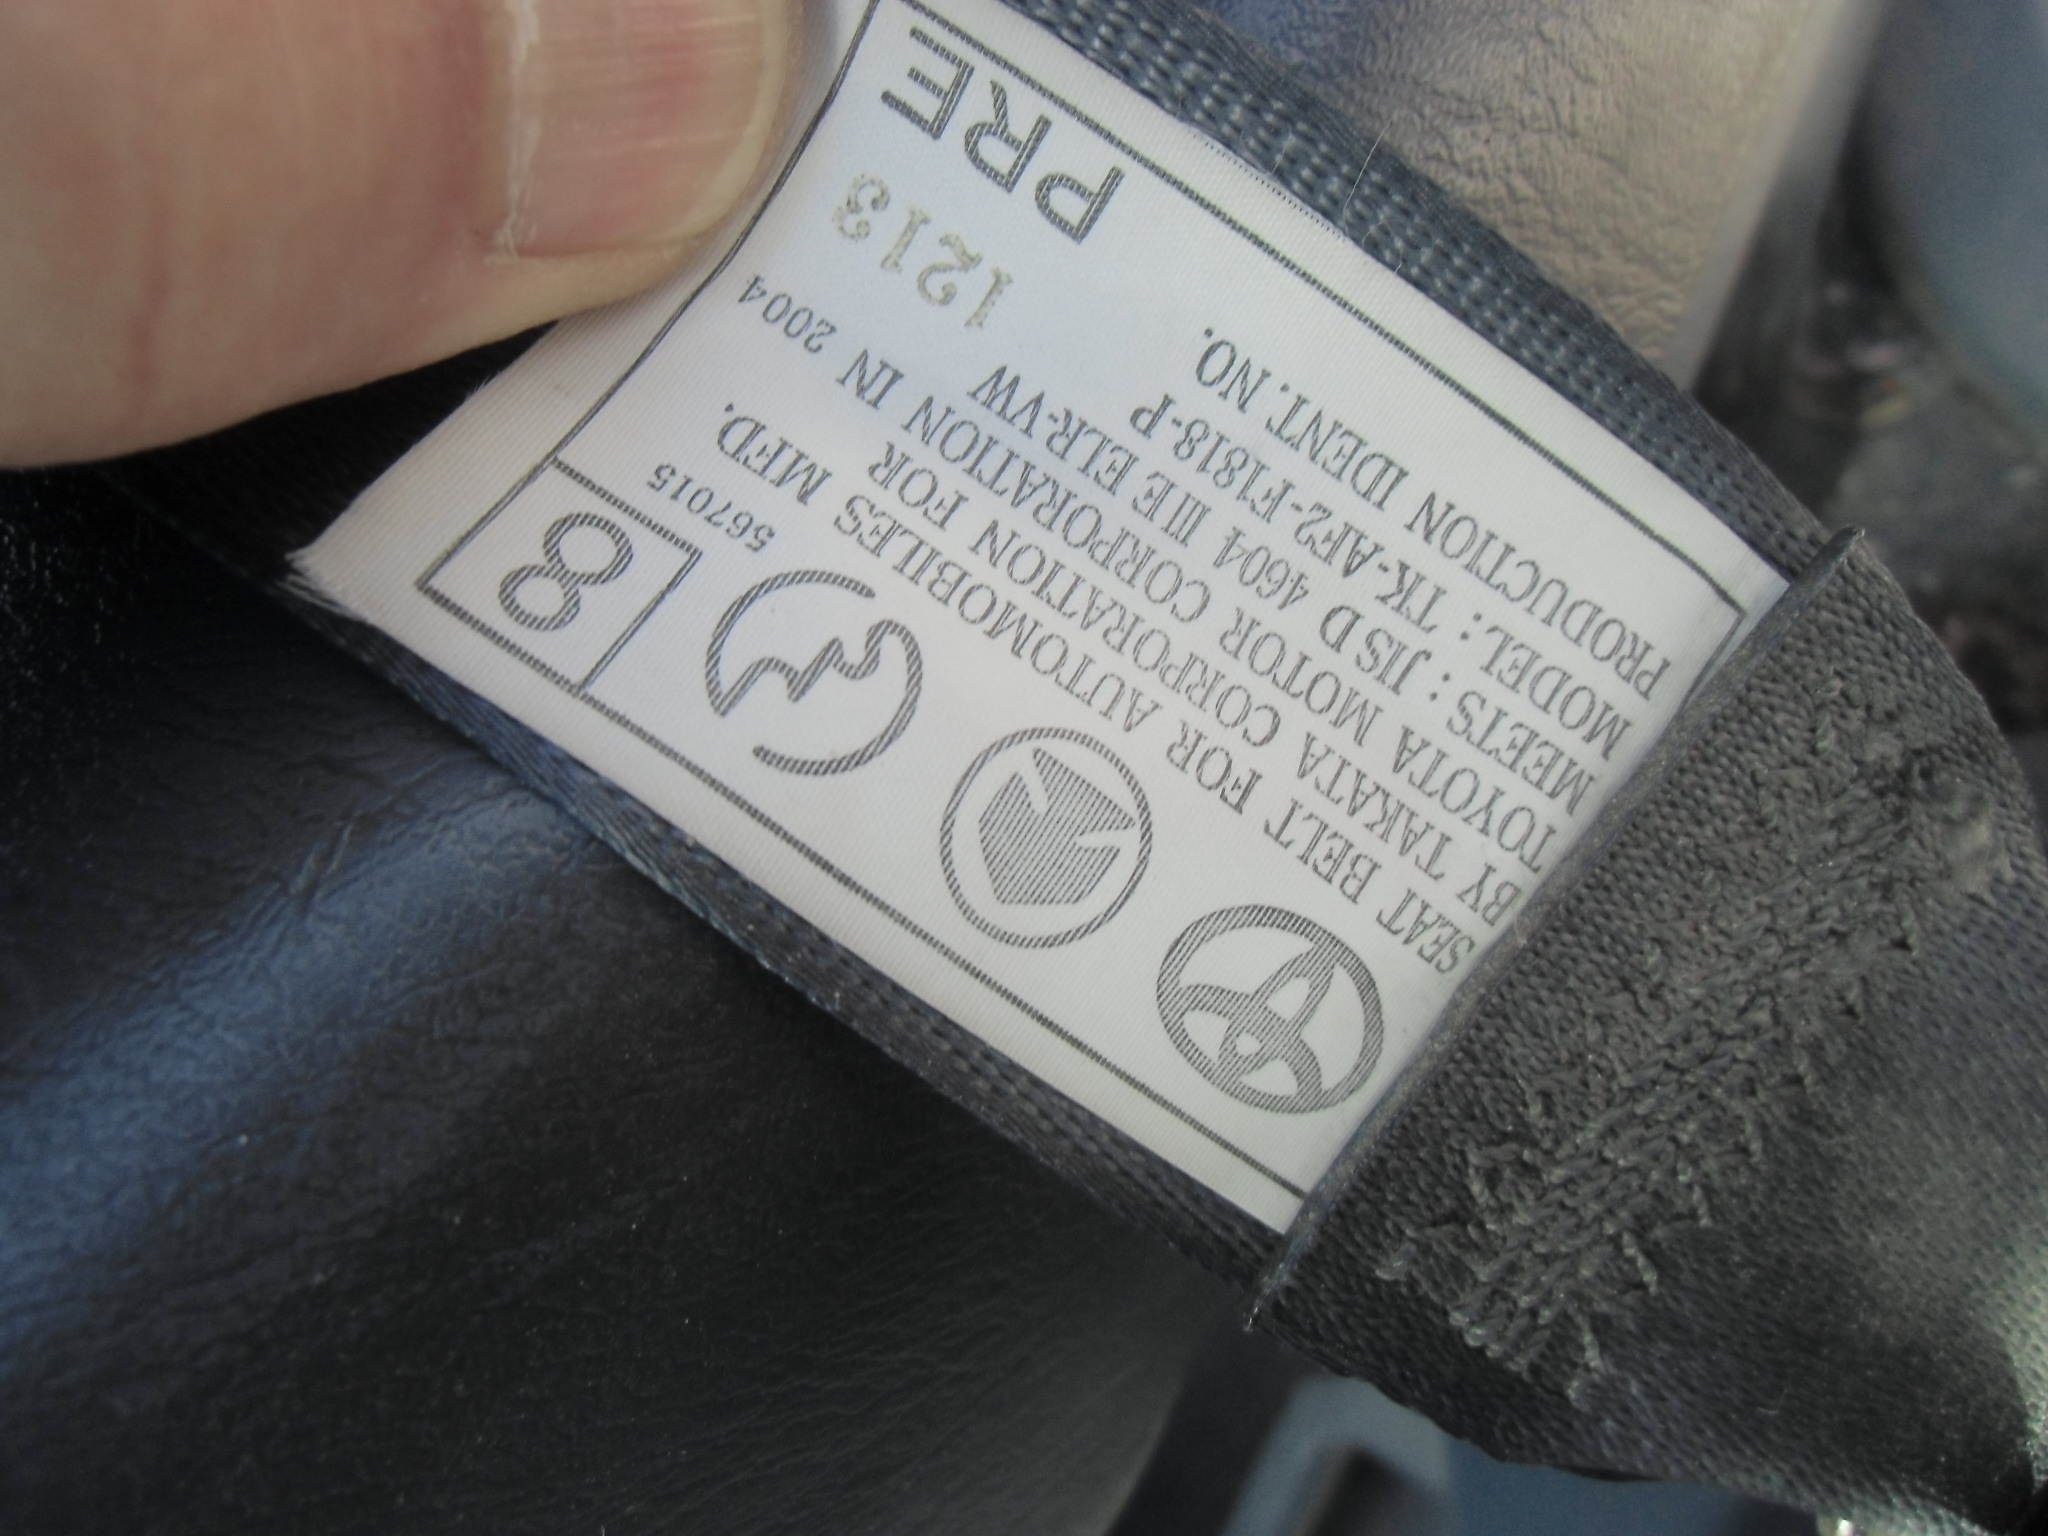 8
567015
SEAT BELT FOR AUTOMOBILES MFD.
BY TAKATA CORPORATION FOR
TOYOTA MOTOR CORPORATION IN 2004
MEETS : JIS D 4604 IIIE ELR-VW
MODEL : TK-AF2-F1818-P
PRODUCTION IDENT. NO.
1213
PRE